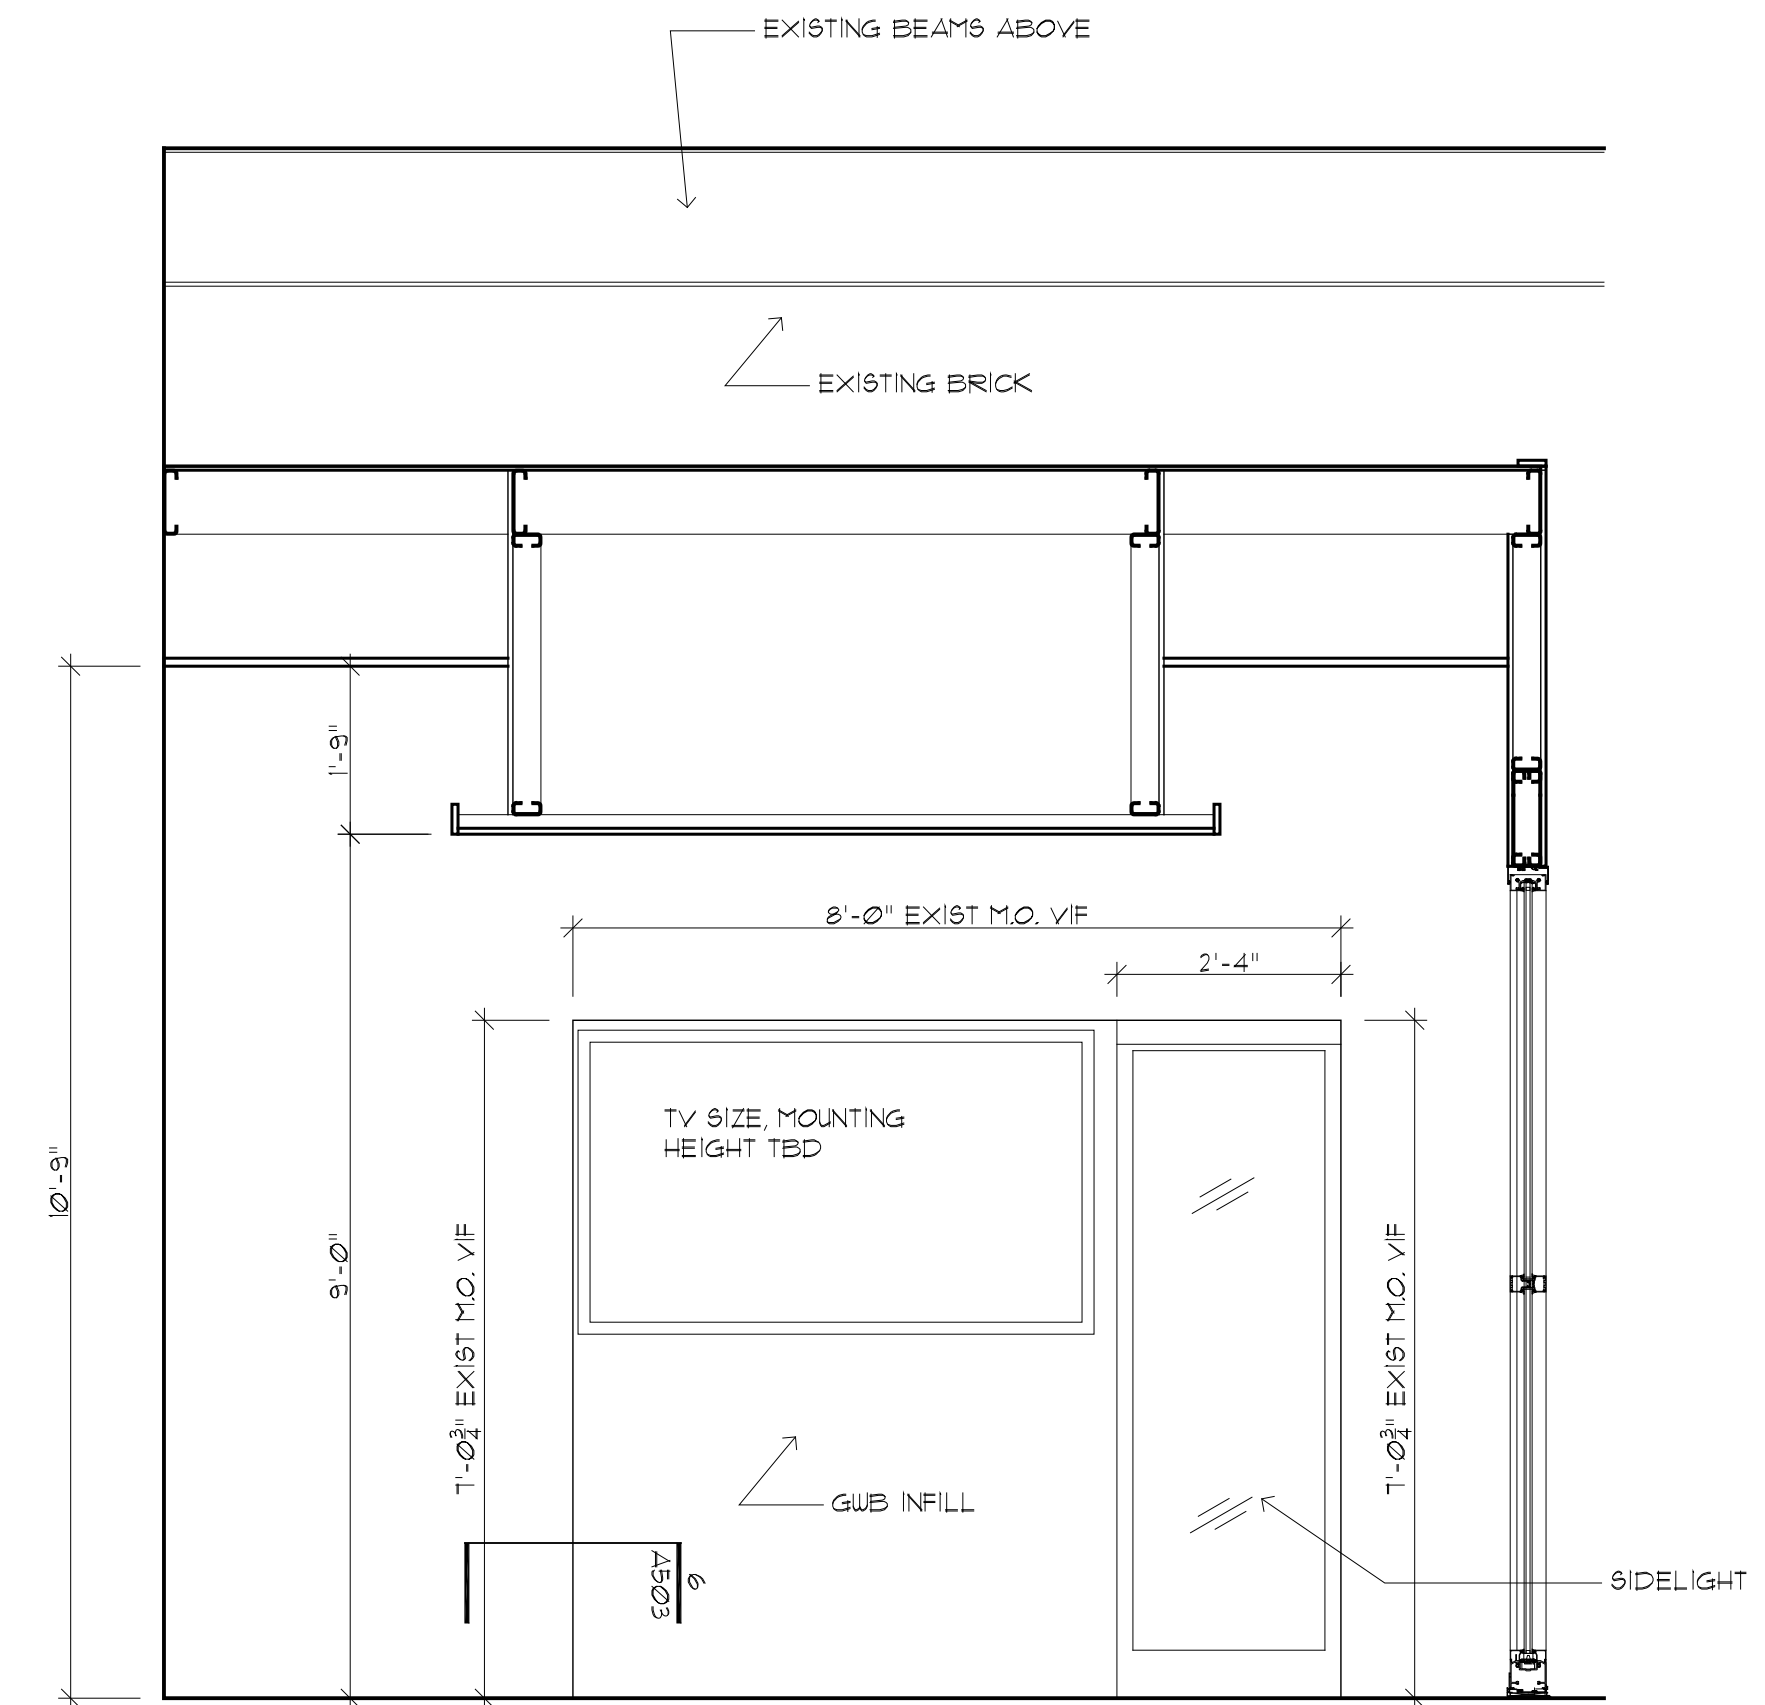 EXISTING BEAMS ABOVE
EXISTING BRICK
1'-9"
8'-0" EXIST M.O. VIF
2'-4"
TV SIZE, MOUNTING
HEIGHT TBD
10'-9"
9'-0"
7'-0¾" EXIST M.O. VIF
7'-0¾" EXIST M.O. VIF
GWB INFILL
6
A503
SIDELIGHT